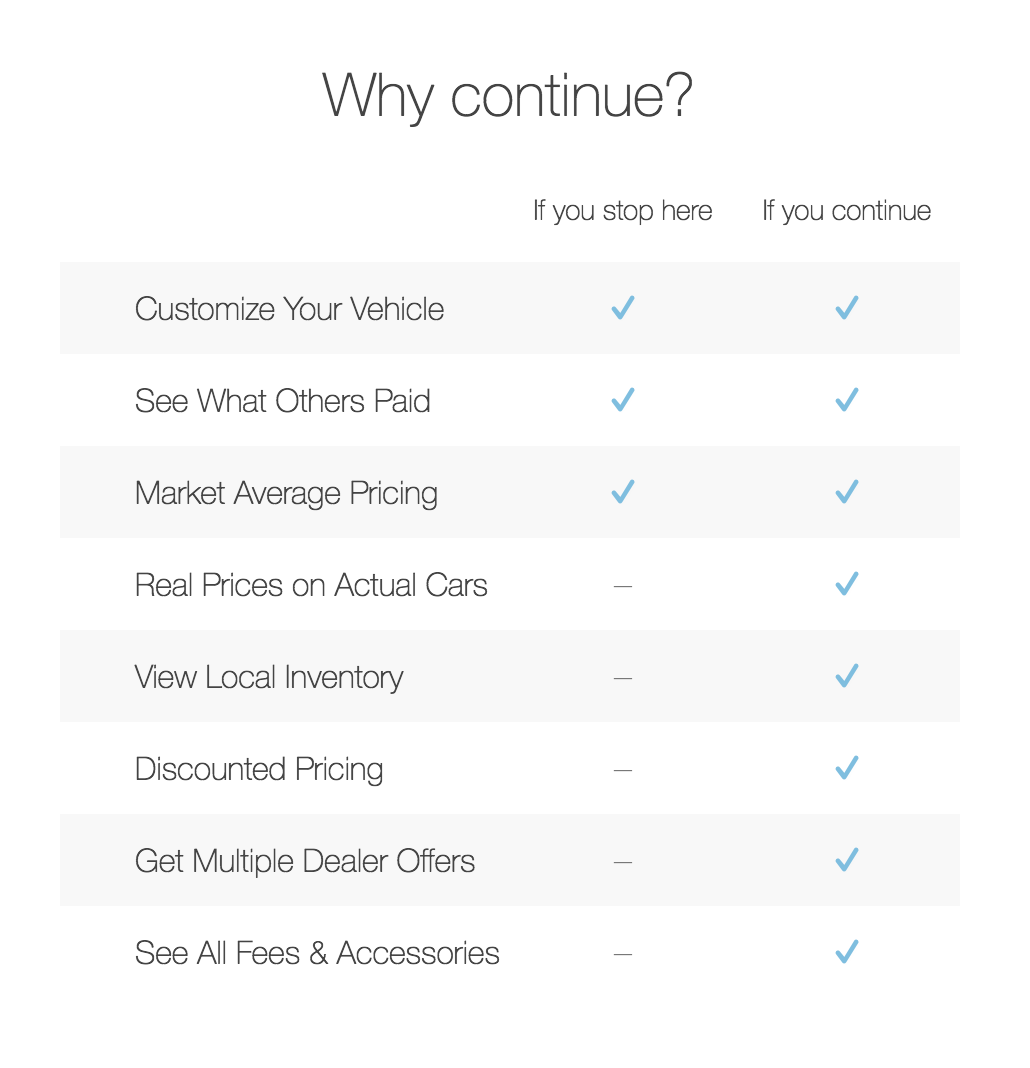 Why continue?
If you stop here If you continue
Customize Your Vehicle ✓ ✓
See What Others Paid ✓ ✓
Market Average Pricing ✓ ✓
Real Prices on Actual Cars – ✓
View Local Inventory – ✓
Discounted Pricing – ✓
Get Multiple Dealer Offers – ✓
See All Fees & Accessories – ✓